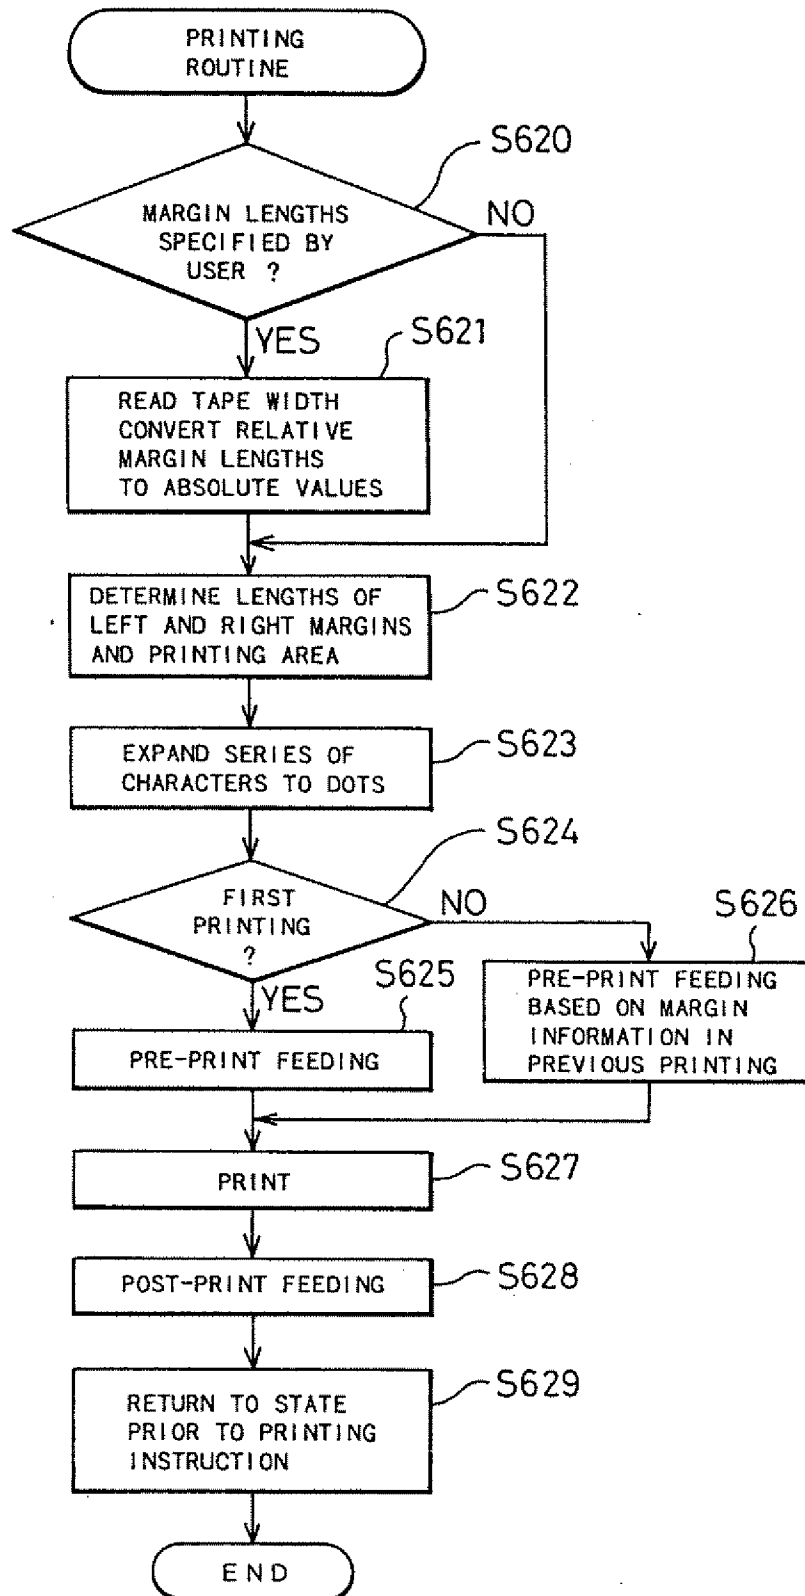 PRINTING
ROUTINE
S620
MARGIN LENGTHS
SPECIFIED BY
USER ?
NO
YES
S621
READ TAPE WIDTH
CONVERT RELATIVE
MARGIN LENGTHS
TO ABSOLUTE VALUES
S622
DETERMINE LENGTHS OF
LEFT AND RIGHT MARGINS
AND PRINTING AREA
S623
EXPAND SERIES OF
CHARACTERS TO DOTS
S624
FIRST
PRINTING
?
NO
YES
S625
PRE-PRINT FEEDING
S626
PRE-PRINT FEEDING
BASED ON MARGIN
INFORMATION IN
PREVIOUS PRINTING
S627
PRINT
S628
POST-PRINT FEEDING
S629
RETURN TO STATE
PRIOR TO PRINTING
INSTRUCTION
END